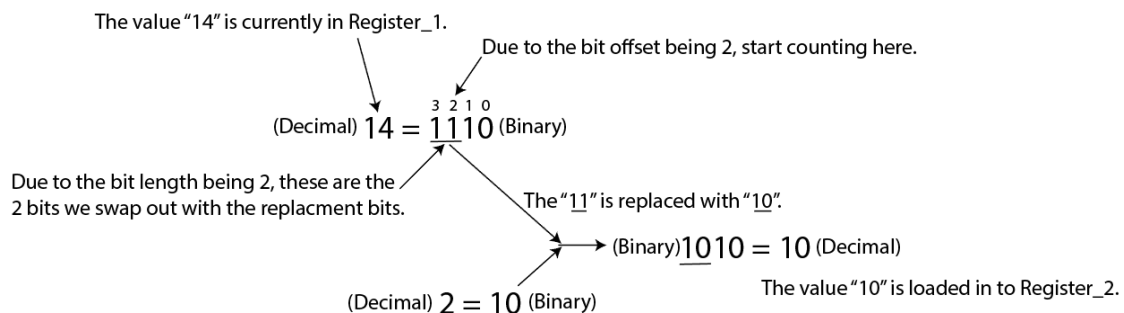 The value “14” is currently in Register_1.
Due to the bit offset being 2, start counting here.
3 2 1 0
(Decimal) 14 = 1110 (Binary)
Due to the bit length being 2, these are the
2 bits we swap out with the replacment bits.
The “11” is replaced with “10”.
(Binary) 1010 = 10 (Decimal)
The value “10” is loaded in to Register_2.
(Decimal) 2 = 10 (Binary)